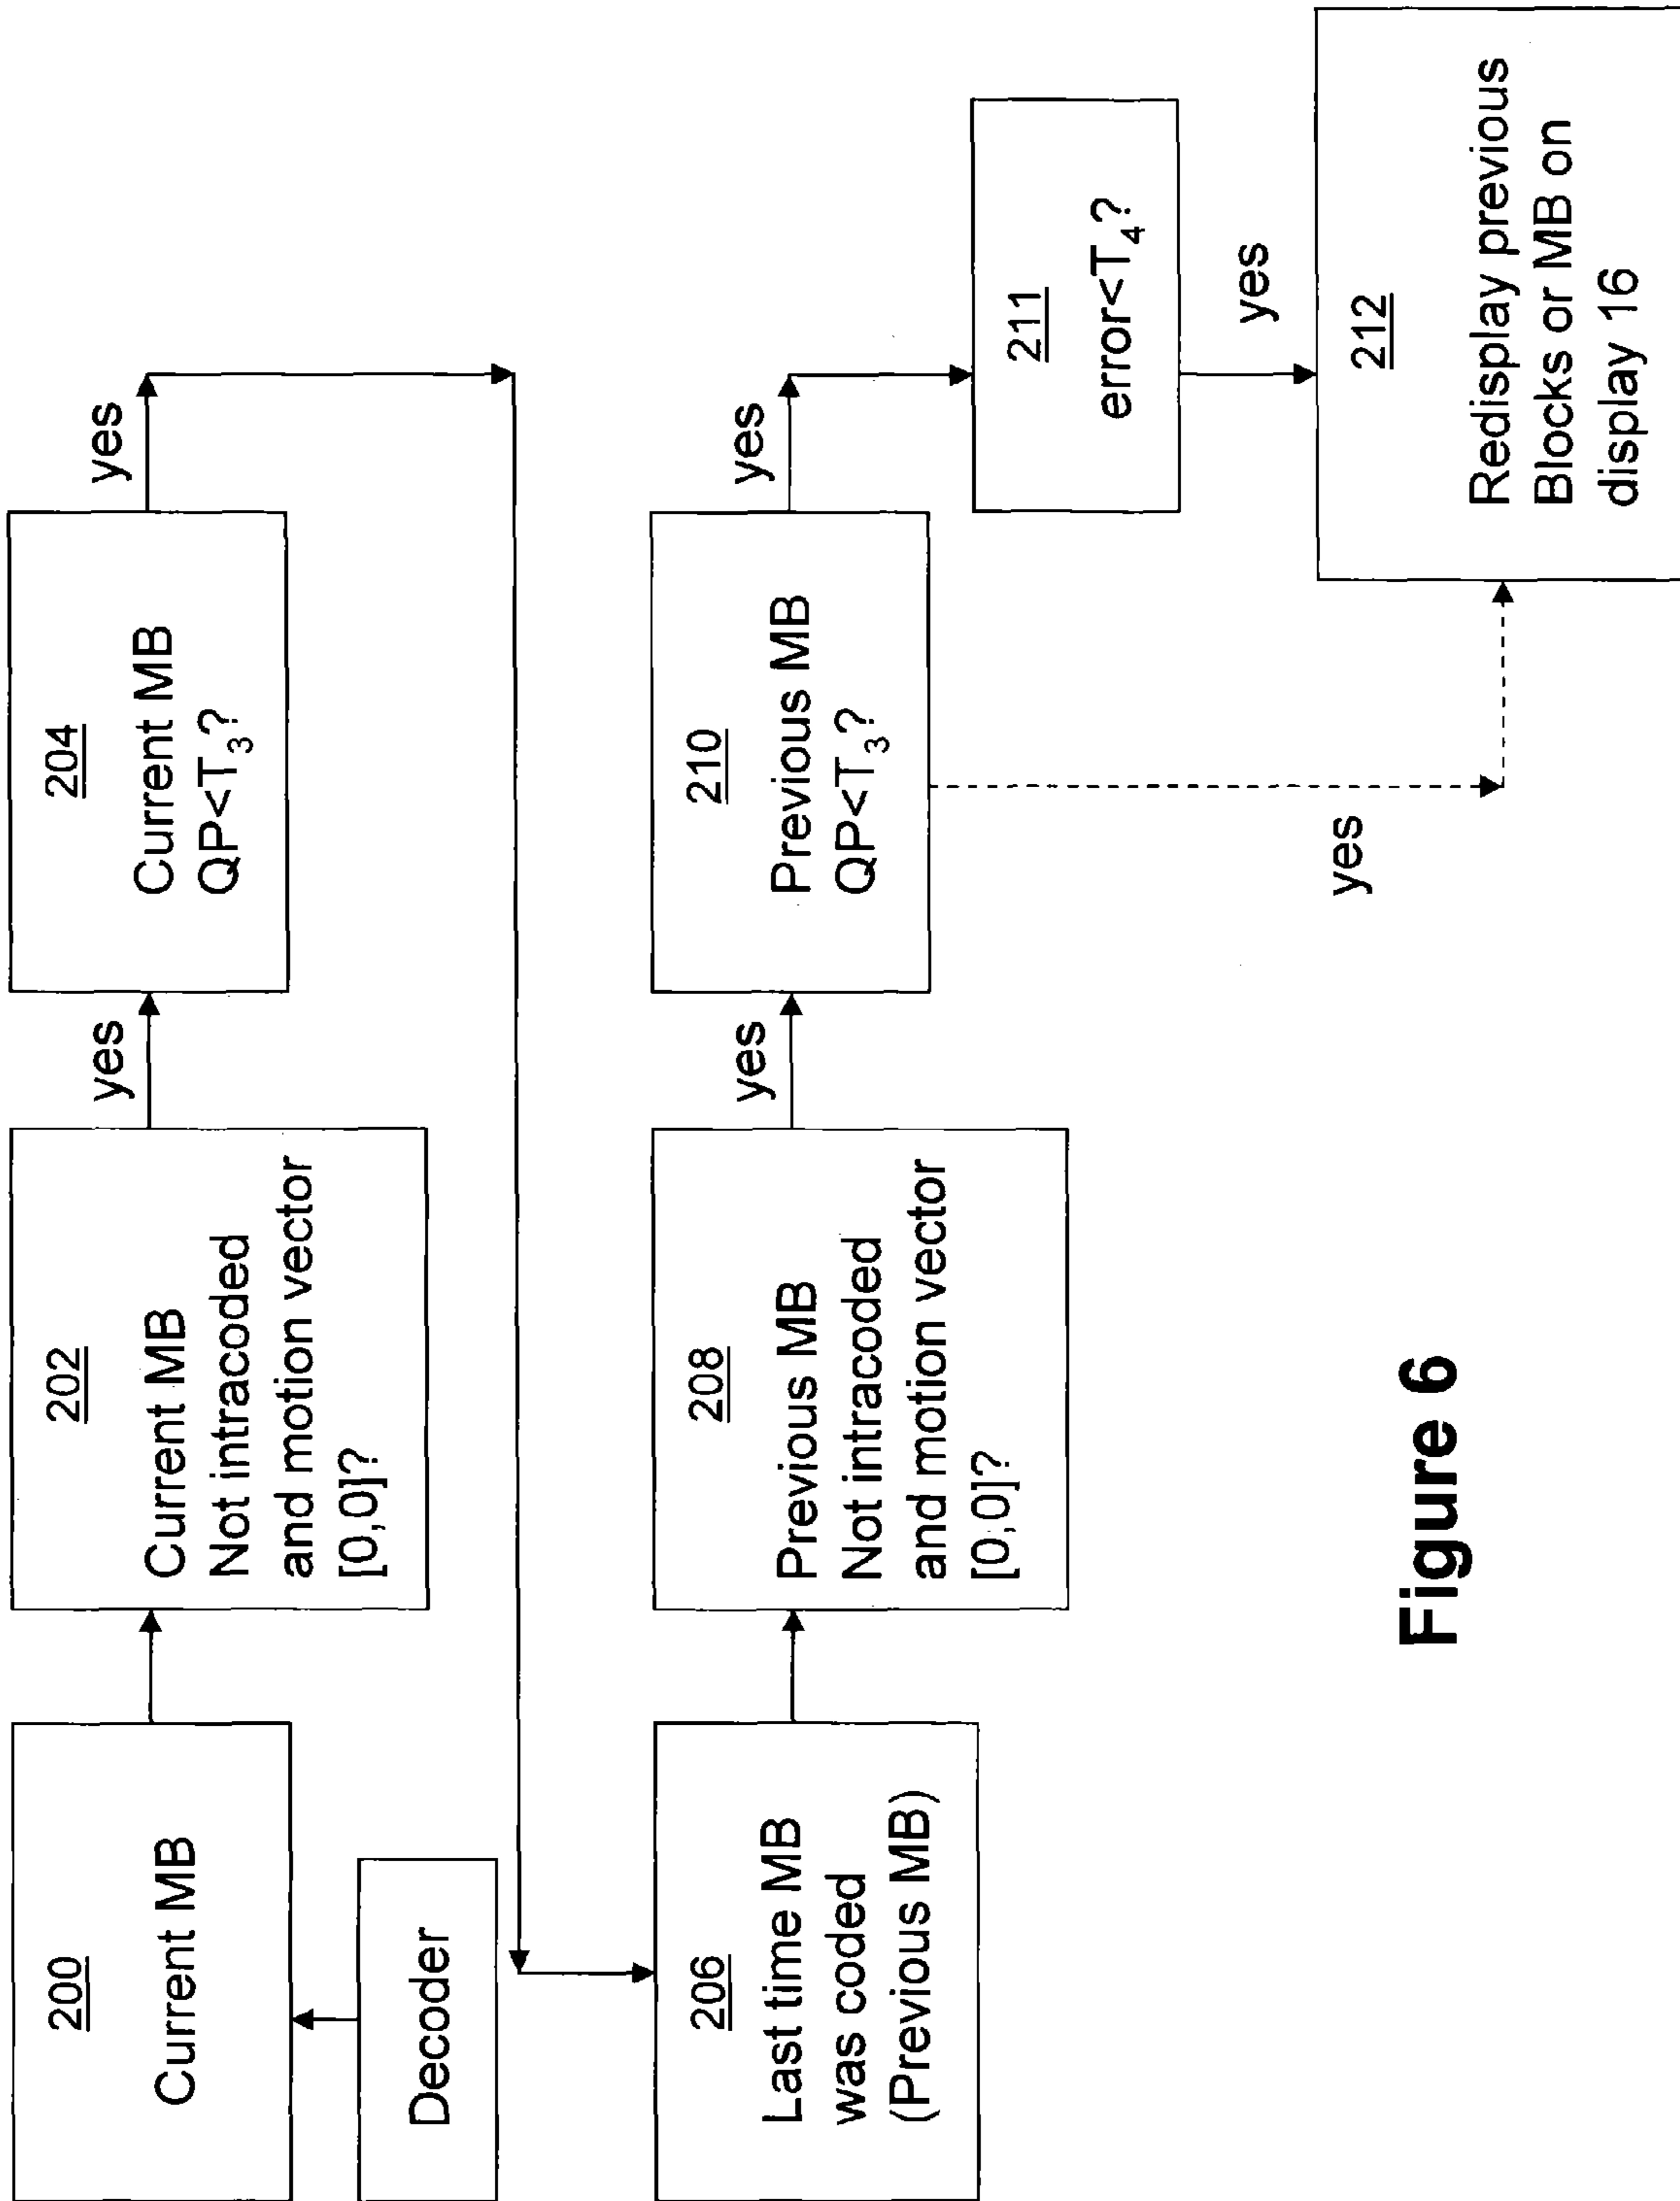 200
Current MB
Decoder
202
Current MB
Not intracoded
and motion vector
[0,0]?
yes
204
Current MB
QP<T₃?
yes
206
Last time MB
was coded
(Previous MB)
208
Previous MB
Not intracoded
and motion vector
[0,0]?
yes
210
Previous MB
QP<T₃?
yes
yes
211
error<T₄?
yes
212
Redisplay previous
Blocks or MB on
display 16
Figure 6